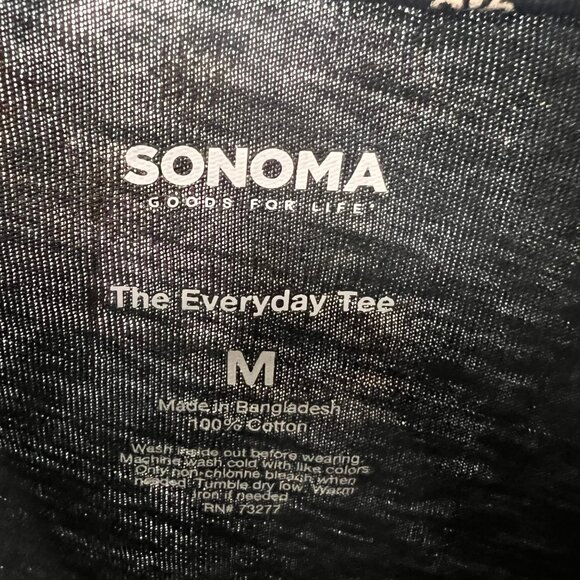 SONOMA
GOODS FOR LIFE
The Everyday Tee
M
Made in Bangladesh
100% Cotton
Wash inside out before wearing.
Machine wash cold with like colors
Only non-chlorine bleach when
needed. Tumble dry low. Warm
iron if needed
RN# 73277